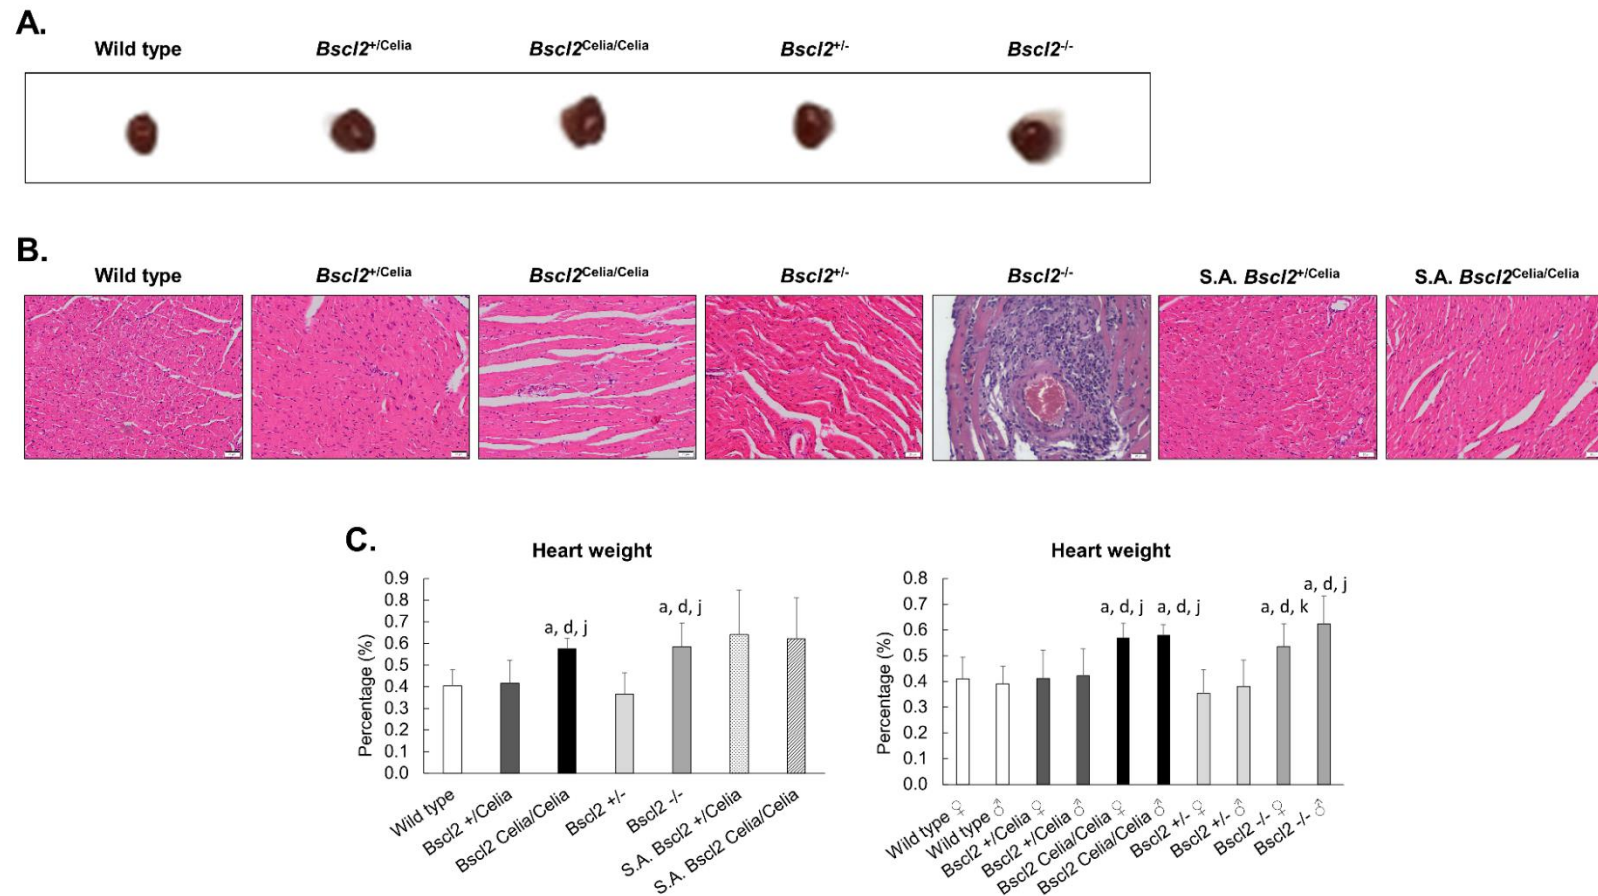 A.
Wild type Bscl2+/Celia Bscl2Celia/Celia Bscl2+/- Bscl2-/-
B.
Wild type Bscl2+/Celia Bscl2Celia/Celia Bscl2+/- Bscl2-/- S.A. Bscl2+/Celia S.A. Bscl2Celia/Celia
C.
Heart weight
Percentage (%)
0.9
0.8
0.7
0.6
0.5
0.4
0.3
0.2
0.1
0.0
a, d, j
a, d, j
Wild type
Bscl2 +/Celia
Bscl2 Celia/Celia
Bscl2 +/-
Bscl2 -/-
S.A. Bscl2 +/Celia
S.A. Bscl2 Celia/Celia
Heart weight
Percentage (%)
0.8
0.7
0.6
0.5
0.4
0.3
0.2
0.1
0.0
a, d, j
a, d, j
a, d, k
a, d, j
Wild type ♀
Wild type ♂
Bscl2 +/Celia ♀
Bscl2 +/Celia ♂
Bscl2 Celia/Celia ♀
Bscl2 Celia/Celia ♂
Bscl2 +/- ♀
Bscl2 +/- ♂
Bscl2 -/- ♀
Bscl2 -/- ♂